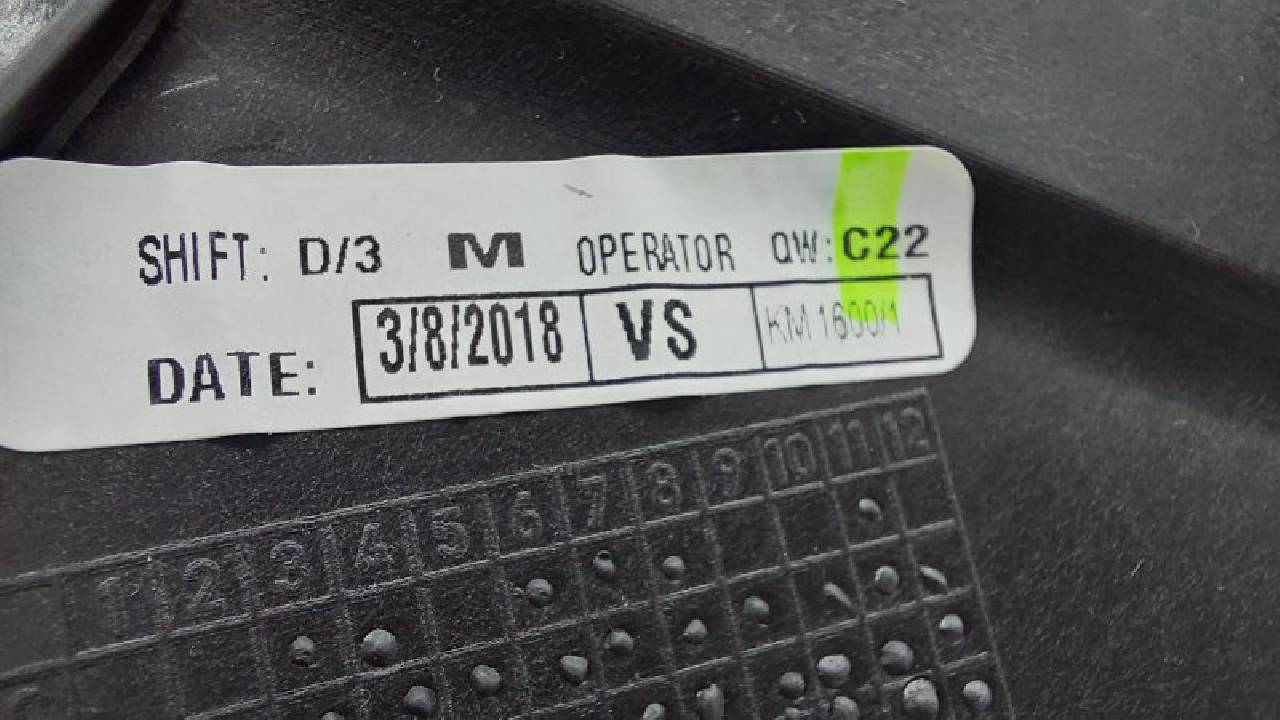 SHIFT: D/3 M OPERATOR QW: C22
DATE: 3/8/2018 VS KM 1600/1
1 2 3 4 5 6 7 8 9 10 11 12